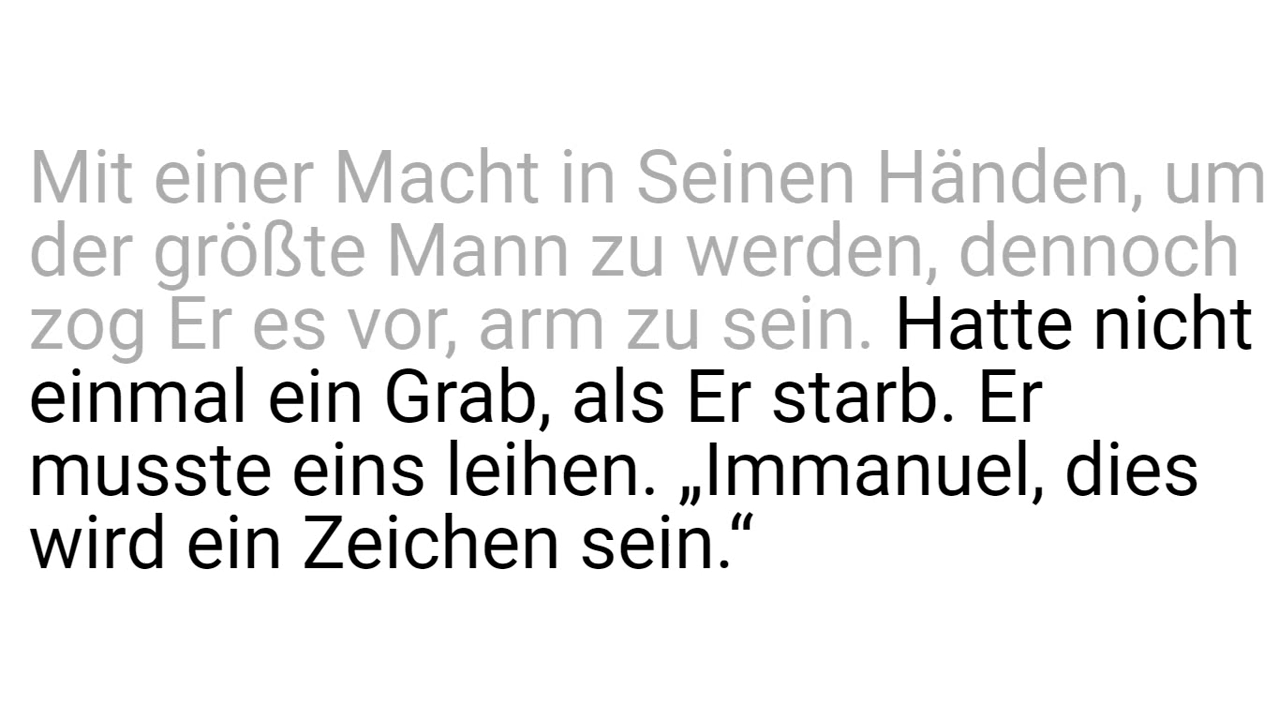 Mit einer Macht in Seinen Händen, um
der größte Mann zu werden, dennoch
zog Er es vor, arm zu sein. Hatte nicht
einmal ein Grab, als Er starb. Er
musste eins leihen. „Immanuel, dies
wird ein Zeichen sein.“